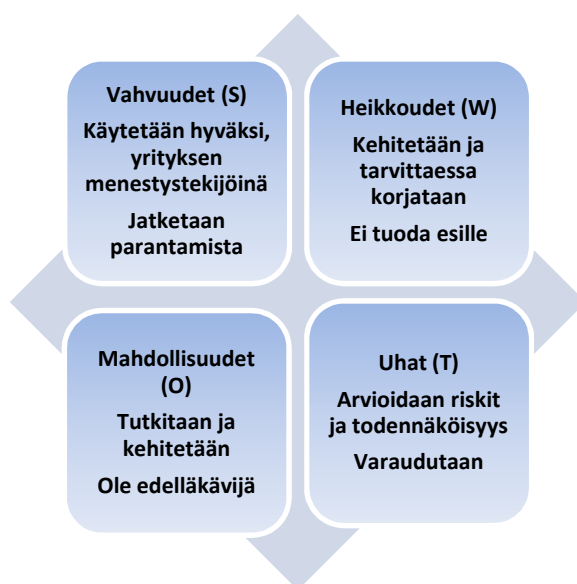 Vahvuudet (S)
Käytetään hyväksi,
yrityksen
menestystekijöinä
Jatketaan
parantamista
Heikkoudet (W)
Kehitetään ja
tarvittaessa
korjataan
Ei tuoda esille
Mahdollisuudet
(O)
Tutkitaan ja
kehitetään
Ole edelläkävijä
Uhat (T)
Arvioidaan riskit
ja todennäköisyys
Varaudutaan